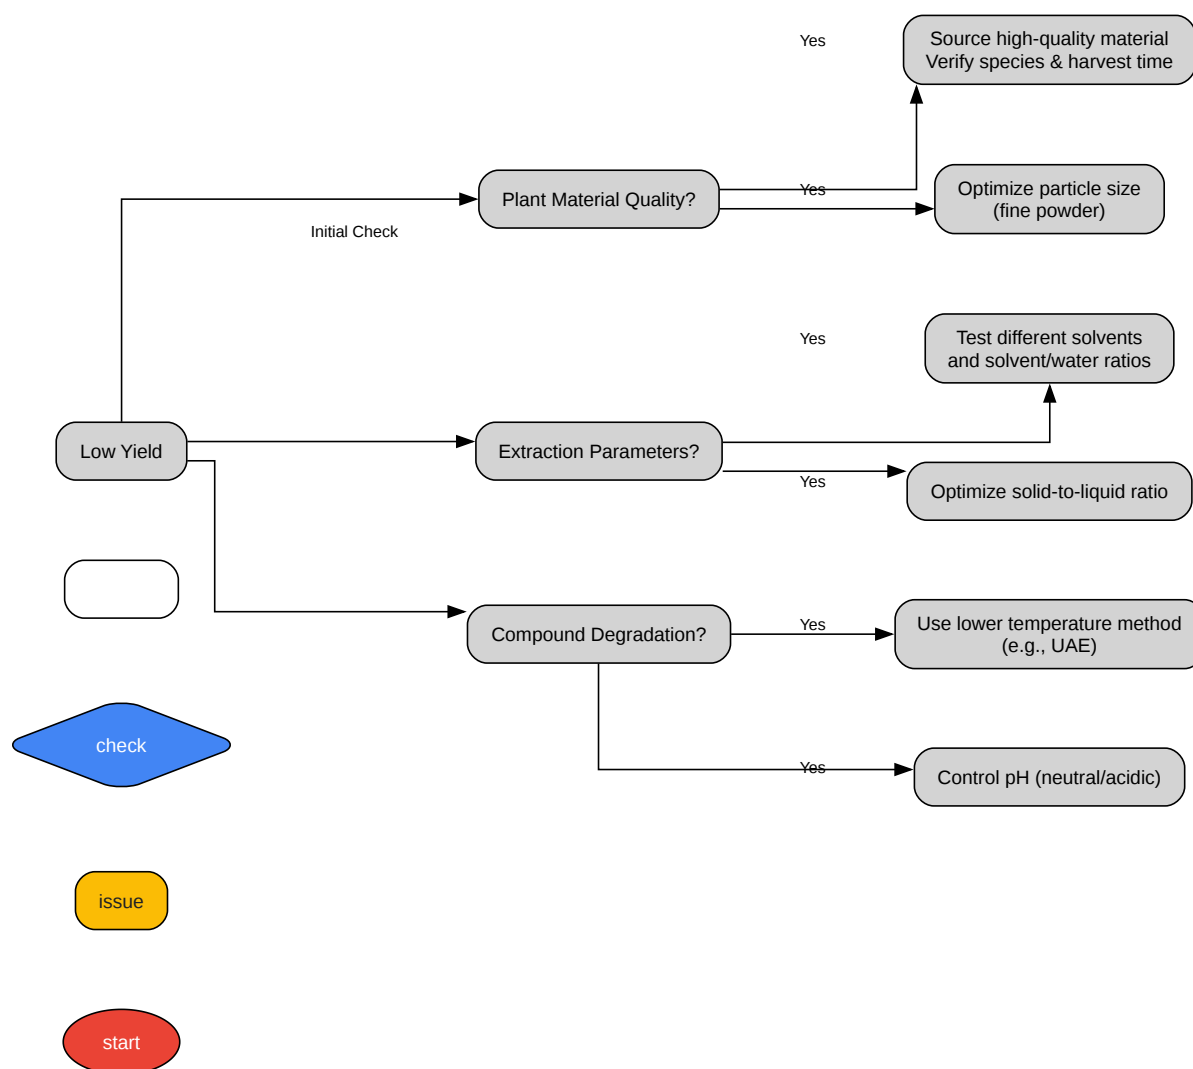 Yes
Source high-quality material
Verify species & harvest time
Plant Material Quality?
Yes
Optimize particle size
(fine powder)
Initial Check
Yes
Test different solvents
and solvent/water ratios
Low Yield
Extraction Parameters?
Yes
Optimize solid-to-liquid ratio
Compound Degradation?
Yes
Use lower temperature method
(e.g., UAE)
check
Yes
Control pH (neutral/acidic)
issue
start